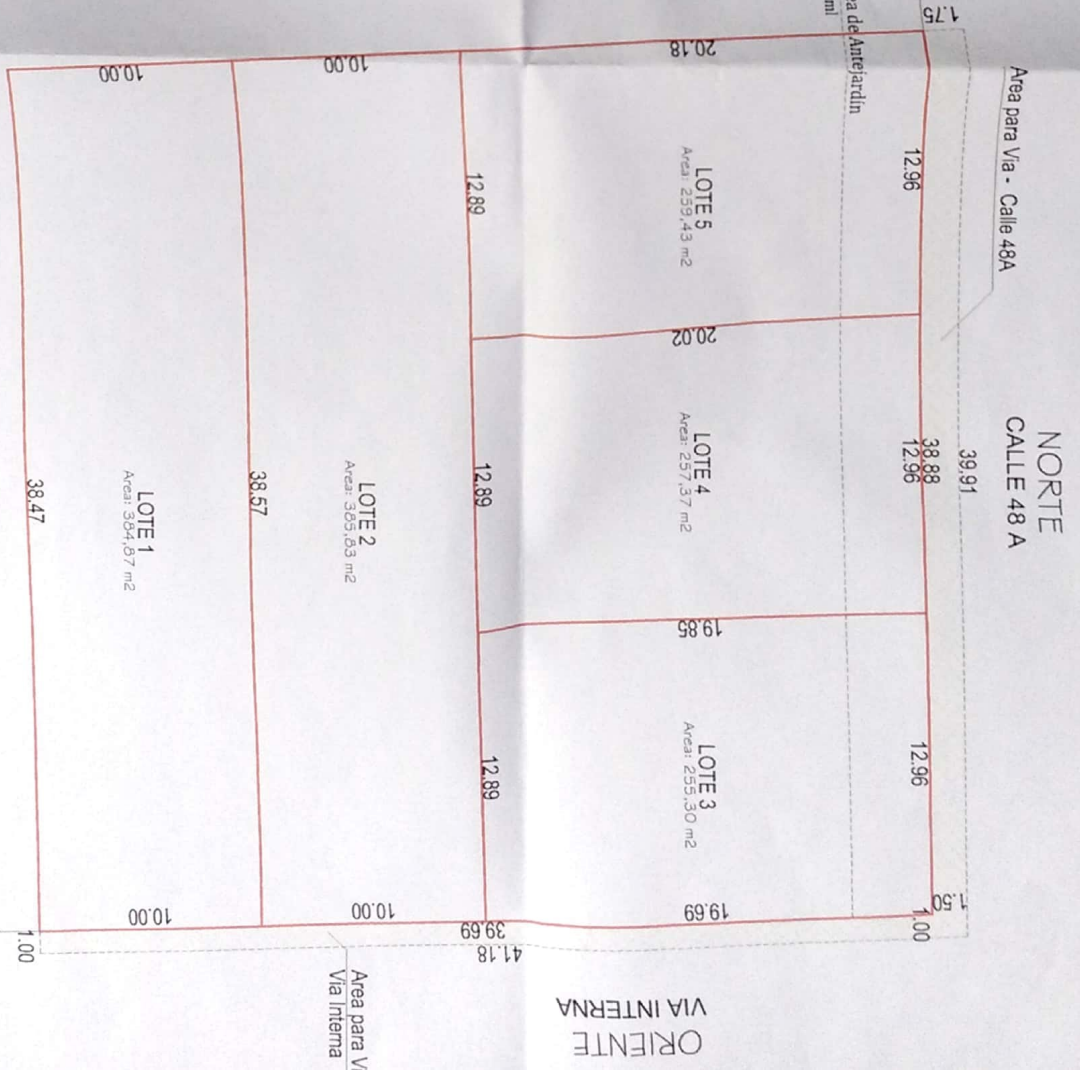 NORTE
CALLE 48 A
Area para Via - Calle 48A
1.75
39,91
38,88
12.96
12.96
12.96
1.50
1.00
de Antejardín
ml
20.18
LOTE 5
Area: 259,43 m2
20.02
LOTE 4
Area: 257,37 m2
19.85
LOTE 3
Area: 255,30 m2
19.69
12.89
12.89
12.89
39.69
41.18
10.00
LOTE 2
Area: 385,83 m2
10.00
38.57
10.00
LOTE 1
Area: 384,87 m2
10.00
38.47
1.00
Area para Vi
Via Interna
VIA INTERNA
ORIENTE